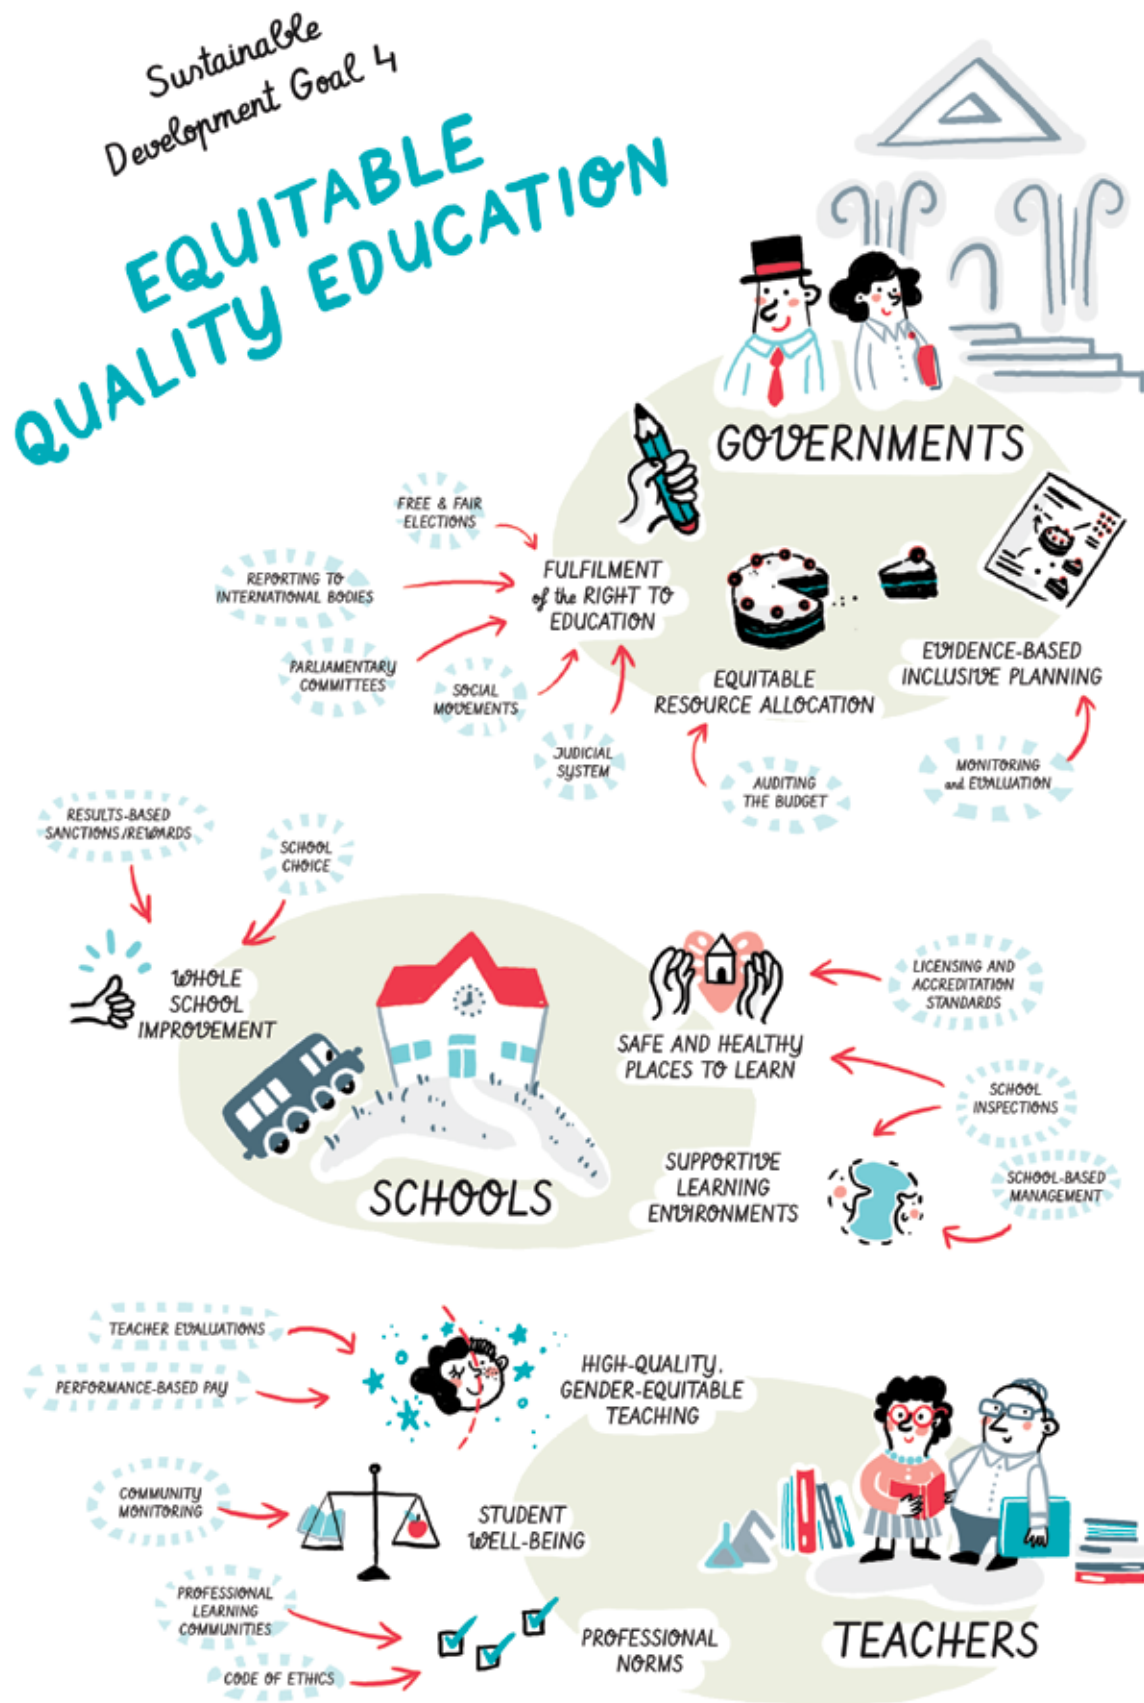 Sustainable
Development Goal 4
EQUITABLE
QUALITY EDUCATION
GOVERNMENTS
FREE & FAIR
ELECTIONS
REPORTING TO
INTERNATIONAL BODIES
PARLIAMENTARY
COMMITTEES
SOCIAL
MOVEMENTS
JUDICIAL
SYSTEM
FULFILMENT
of the RIGHT TO
EDUCATION
EQUITABLE
RESOURCE ALLOCATION
EVIDENCE-BASED
INCLUSIVE PLANNING
AUDITING
THE BUDGET
MONITORING
and EVALUATION
RESULTS-BASED
SANCTIONS/REWARDS
SCHOOL
CHOICE
WHOLE
SCHOOL
IMPROVEMENT
SAFE AND HEALTHY
PLACES TO LEARN
LICENSING AND
ACCREDITATION
STANDARDS
SCHOOL
INSPECTIONS
SUPPORTIVE
LEARNING
ENVIRONMENTS
SCHOOL-BASED
MANAGEMENT
SCHOOLS
TEACHER EVALUATIONS
PERFORMANCE-BASED PAY
HIGH-QUALITY,
GENDER-EQUITABLE
TEACHING
COMMUNITY
MONITORING
STUDENT
WELL-BEING
PROFESSIONAL
LEARNING
COMMUNITIES
CODE OF ETHICS
PROFESSIONAL
NORMS
TEACHERS